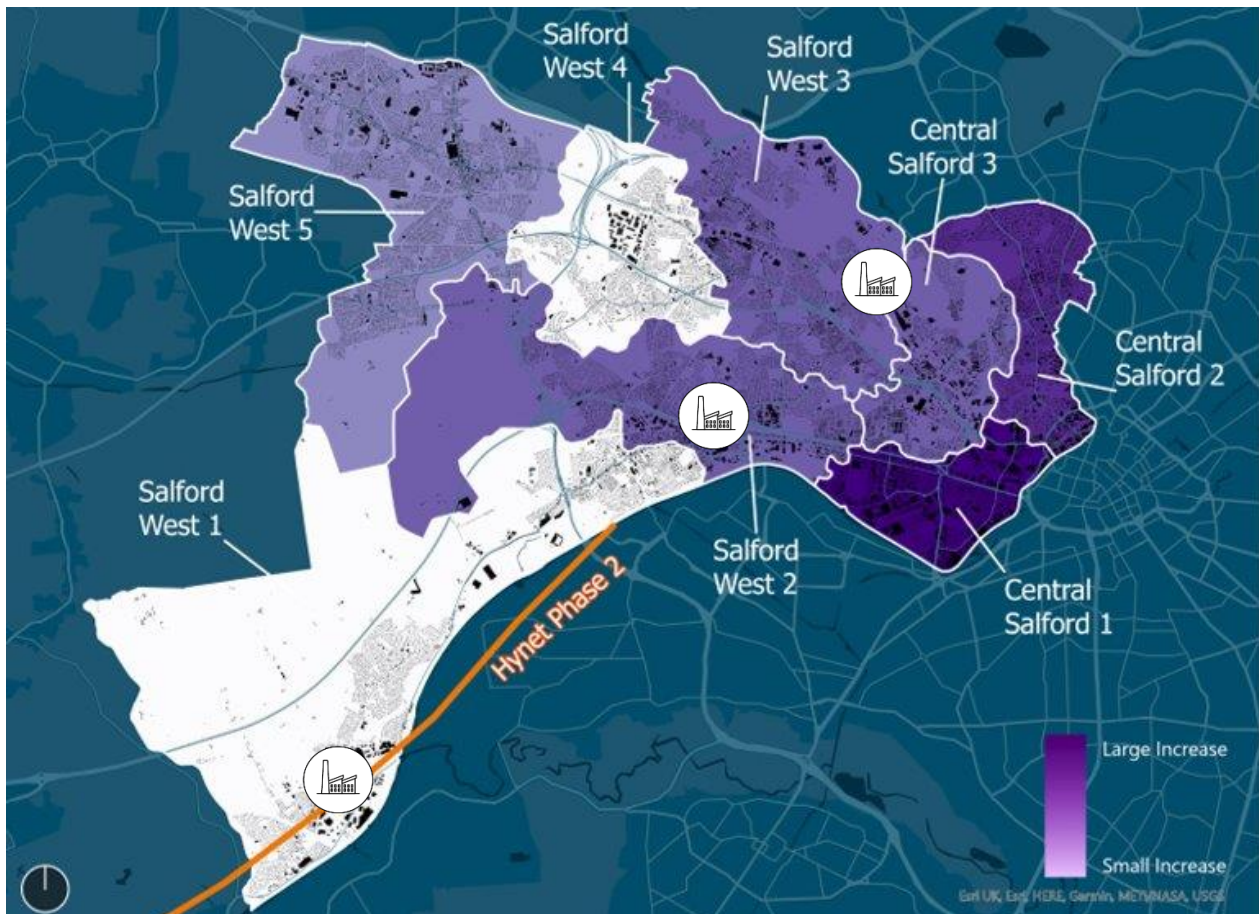 Salford
West 4
Salford
West 3
Central
Salford 3
Salford
West 5
Central
Salford 2
Salford
West 1
Salford
West 2
Central
Salford 1
Hynet Phase 2
Large Increase
Small Increase
Esri UK, Esri, HERE, Garmin, METI/NASA, USGS